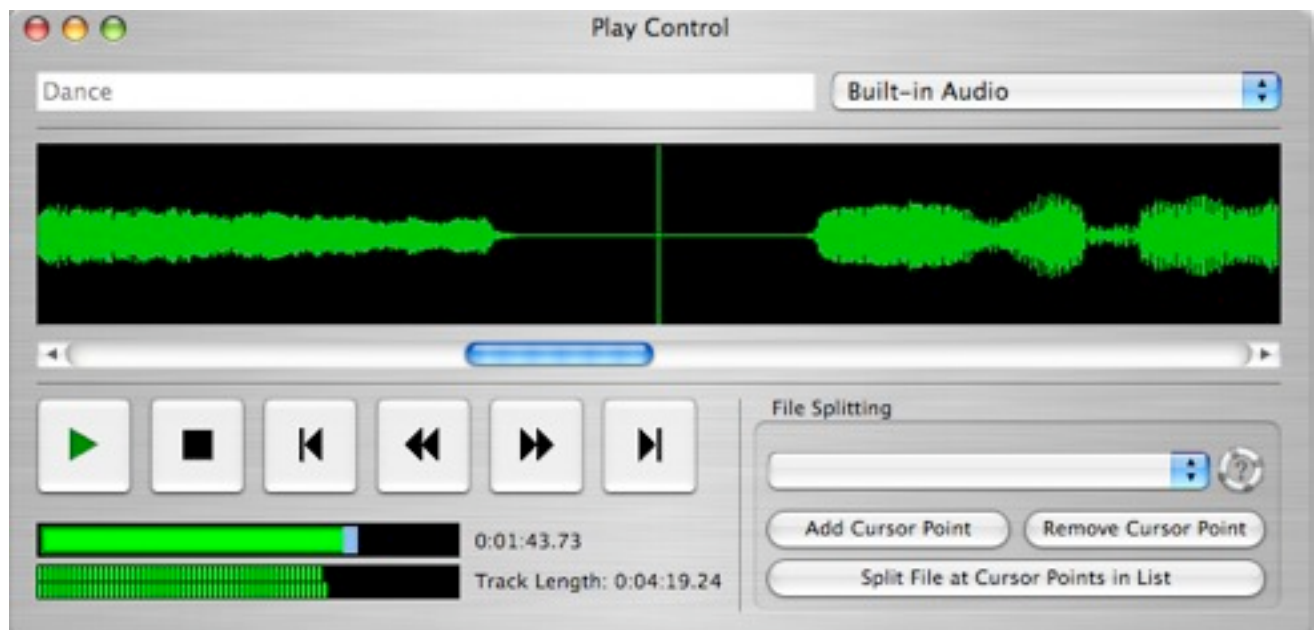 Play Control
Dance
Built-in Audio
File Splitting
?
Add Cursor Point
Remove Cursor Point
0:01:43.73
Track Length: 0:04:19.24
Split File at Cursor Points in List